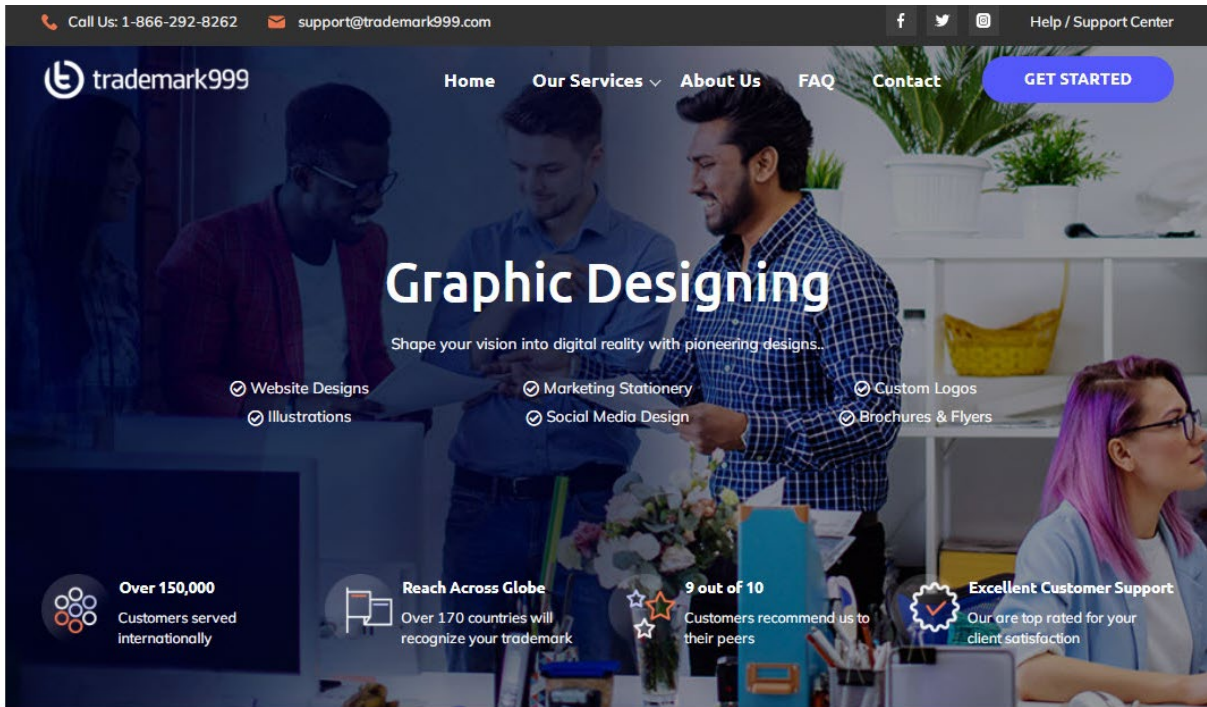 Call Us: 1-866-292-8262 support@trademark999.com Help / Support Center
trademark999 Home Our Services About Us FAQ Contact GET STARTED
Graphic Designing
Shape your vision into digital reality with pioneering designs..
Website Designs Marketing Stationery Custom Logos
Illustrations Social Media Design Brochures & Flyers
Over 150,000
Customers served
internationally
Reach Across Globe
Over 170 countries will
recognize your trademark
9 out of 10
Customers recommend us to
their peers
Excellent Customer Support
Our are top rated for your
client satisfaction